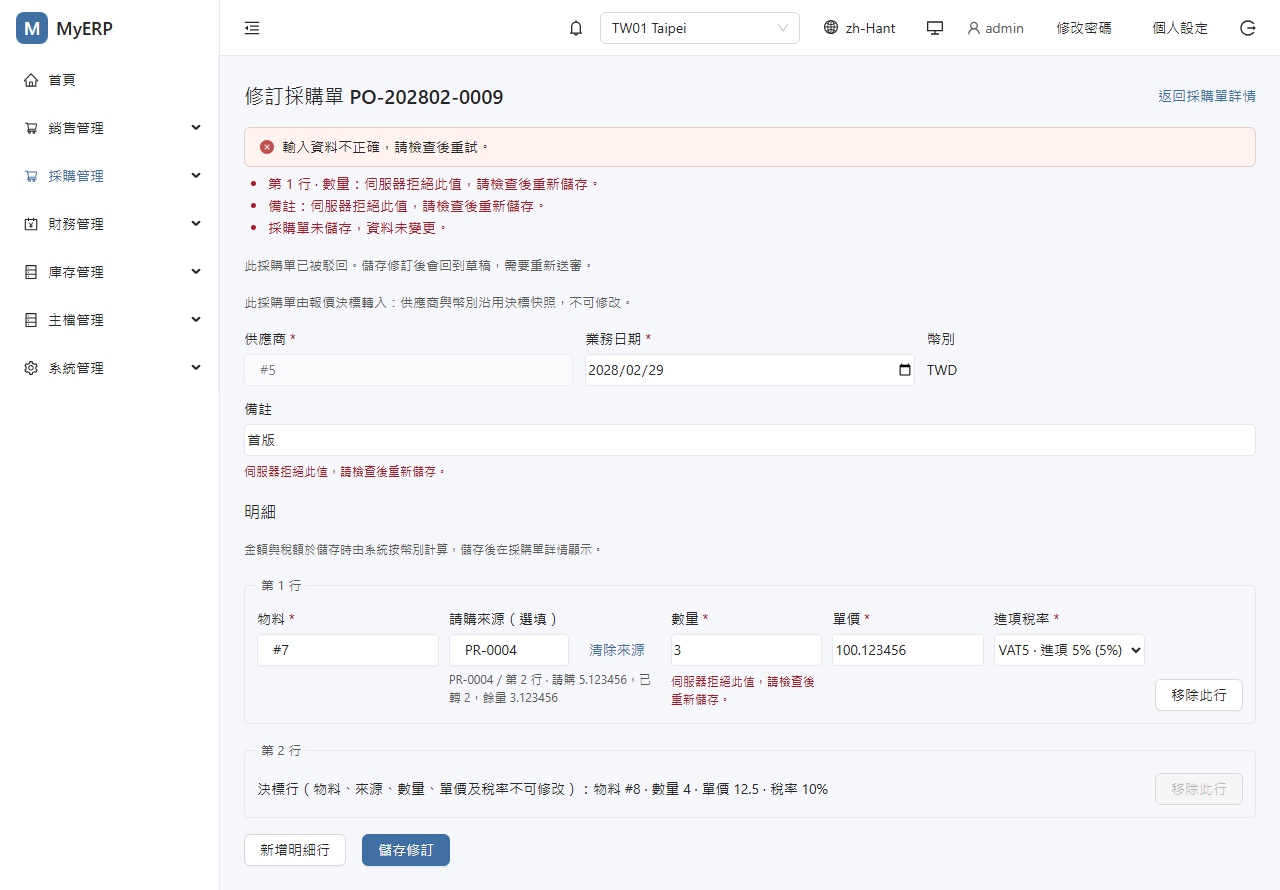 M MyERP
TW01 Taipei
zh-Hant
admin
修改密碼
個人設定
首頁
銷售管理
採購管理
財務管理
庫存管理
主檔管理
系統管理
修訂採購單 PO-202802-0009
返回採購單詳情
輸入資料不正確，請檢查後重試。
第 1 行 · 數量：伺服器拒絕此值，請檢查後重新儲存。
備註：伺服器拒絕此值，請檢查後重新儲存。
採購單未儲存，資料未變更。
此採購單已被駁回。儲存修訂後會回到草稿，需要重新送審。
此採購單由報價決標轉入：供應商與幣別沿用決標快照，不可修改。
供應商 *
業務日期 *
幣別
#5
2028/02/29
TWD
備註
首版
伺服器拒絕此值，請檢查後重新儲存。
明細
金額與稅額於儲存時由系統按幣別計算，儲存後在採購單詳情顯示。
第 1 行
物料 *
請購來源（選填）
數量 *
單價 *
進項稅率 *
#7
PR-0004
清除來源
3
100.123456
VAT5 · 進項 5% (5%)
PR-0004 / 第 2 行 · 請購 5.123456，已
轉 2，餘量 3.123456
伺服器拒絕此值，請檢查後
重新儲存。
移除此行
第 2 行
決標行（物料、來源、數量、單價及稅率不可修改）：物料 #8 · 數量 4 · 單價 12.5 · 稅率 10%
移除此行
新增明細行
儲存修訂